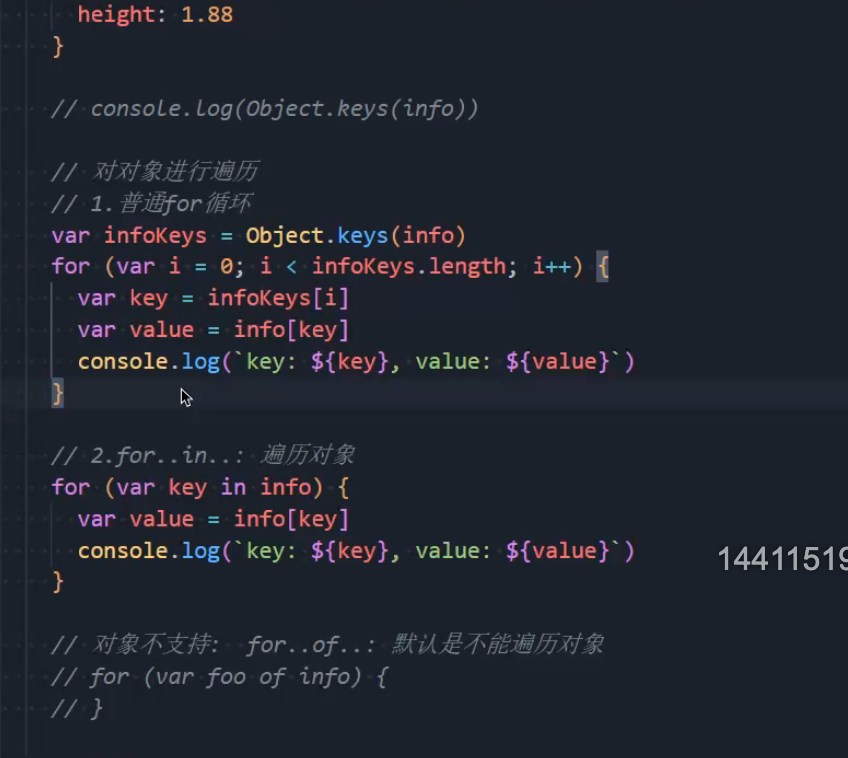 height: 1.88
}
// console.log(Object.keys(info))
// 对对象进行遍历
// 1.普通for循环
var infoKeys = Object.keys(info)
for (var i = 0; i < infoKeys.length; i++) {
var key = infoKeys[i]
var value = info[key]
console.log(`key: ${key}, value: ${value}`)
}
// 2.for..in..: 遍历对象
for (var key in info) {
var value = info[key]
console.log(`key: ${key}, value: ${value}`)
}
14411519
// 对象不支持: for..of..: 默认是不能遍历对象
// for (var foo of info) {
// }